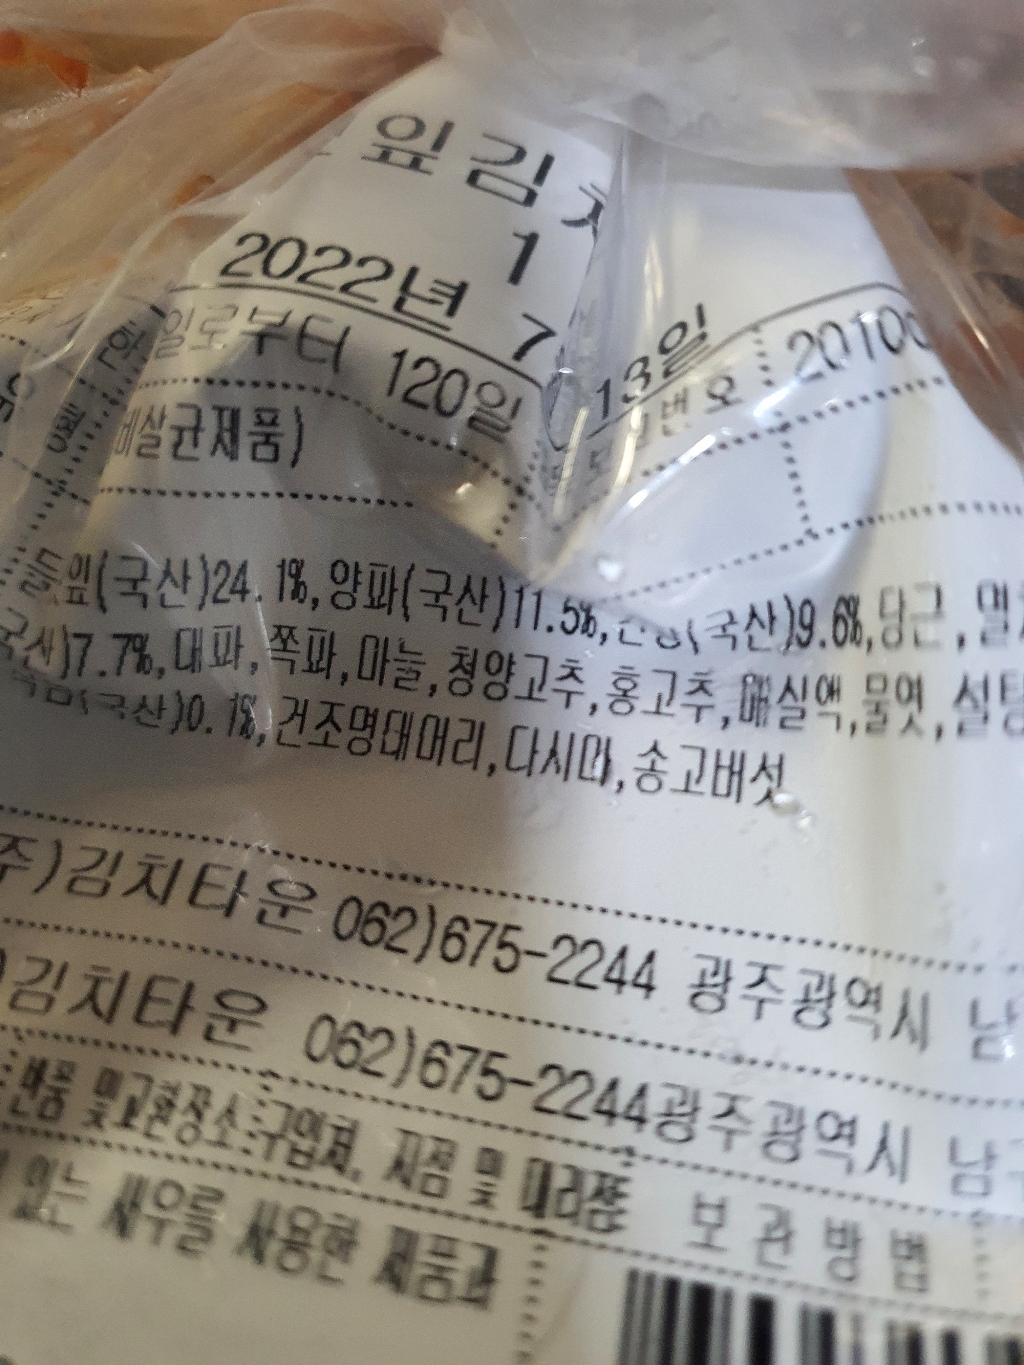 잎김치
1
2022년 7 13일
일로부터 120일 번호 20100
살균제품)
잎(국산)24.1%,양파(국산)11.5%, (국산)9.6%,당근,멸
국산)7.7%,대파,쪽파,마늘,청양고추,홍고추,매실액,물엿,설탕
(국산)0.1%,건조명태머리,다시마,송고버섯
주)김치타운 062)675-2244 광주광역시 남
)김치타운 062)675-2244광주광역시 남
:반품 및교환장소:구입처, 지점 및 대리점 보관방법
있는 새우를 사용한 제품과